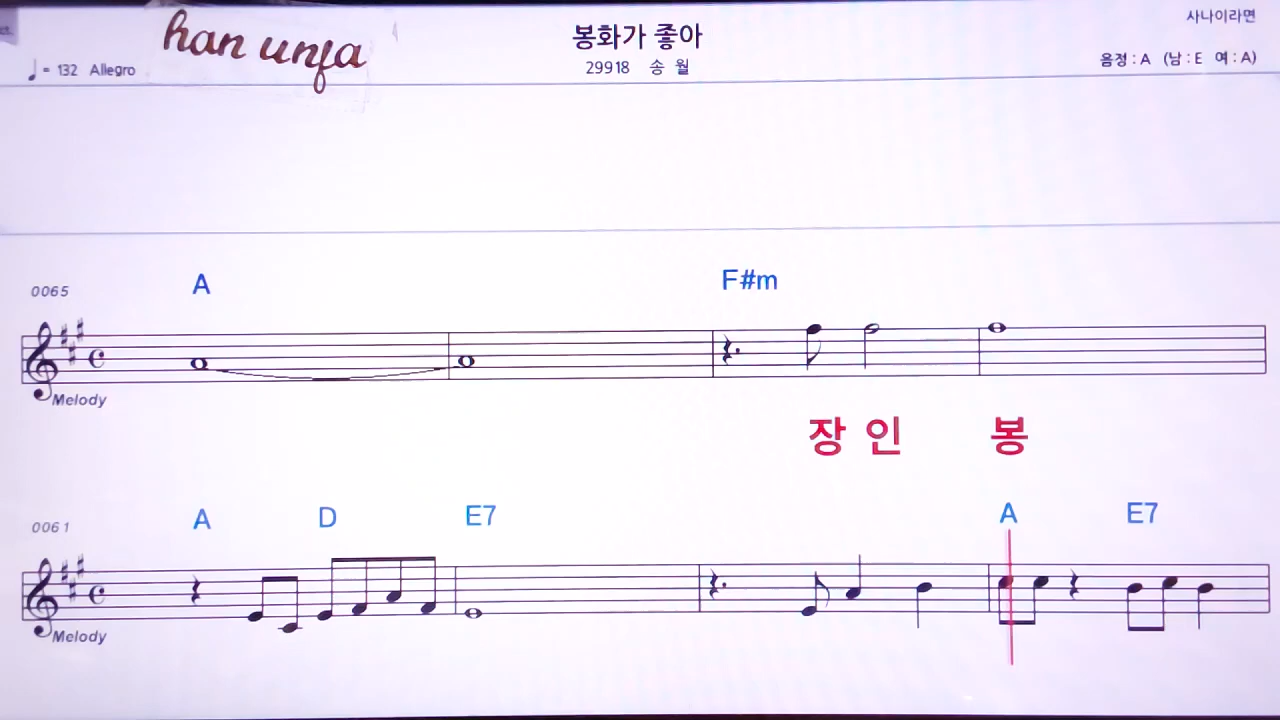 han unfa
봉화가 좋아
사나이라면
♩= 132 Allegro
29918 송 월
음정 : A (남 : E 여 : A)
0065
A F#m
Melody
장 인 봉
0061
A D E7 A E7
Melody